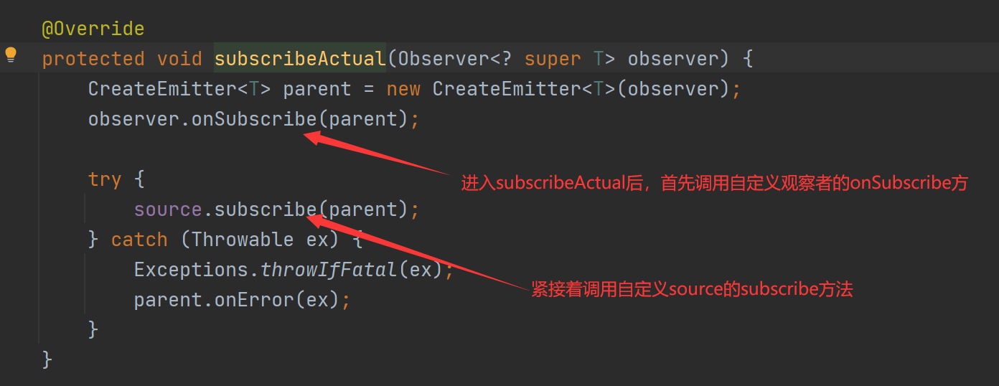 @Override
protected void subscribeActual(Observer<? super T> observer) {
CreateEmitter<T> parent = new CreateEmitter<T>(observer);
observer.onSubscribe(parent);
try {
进入subscribeActual后，首先调用自定义观察者的onSubscribe方
source.subscribe(parent);
} catch (Throwable ex) {
Exceptions.throwIfFatal(ex);
紧接着调用自定义source的subscribe方法
parent.onError(ex);
}
}